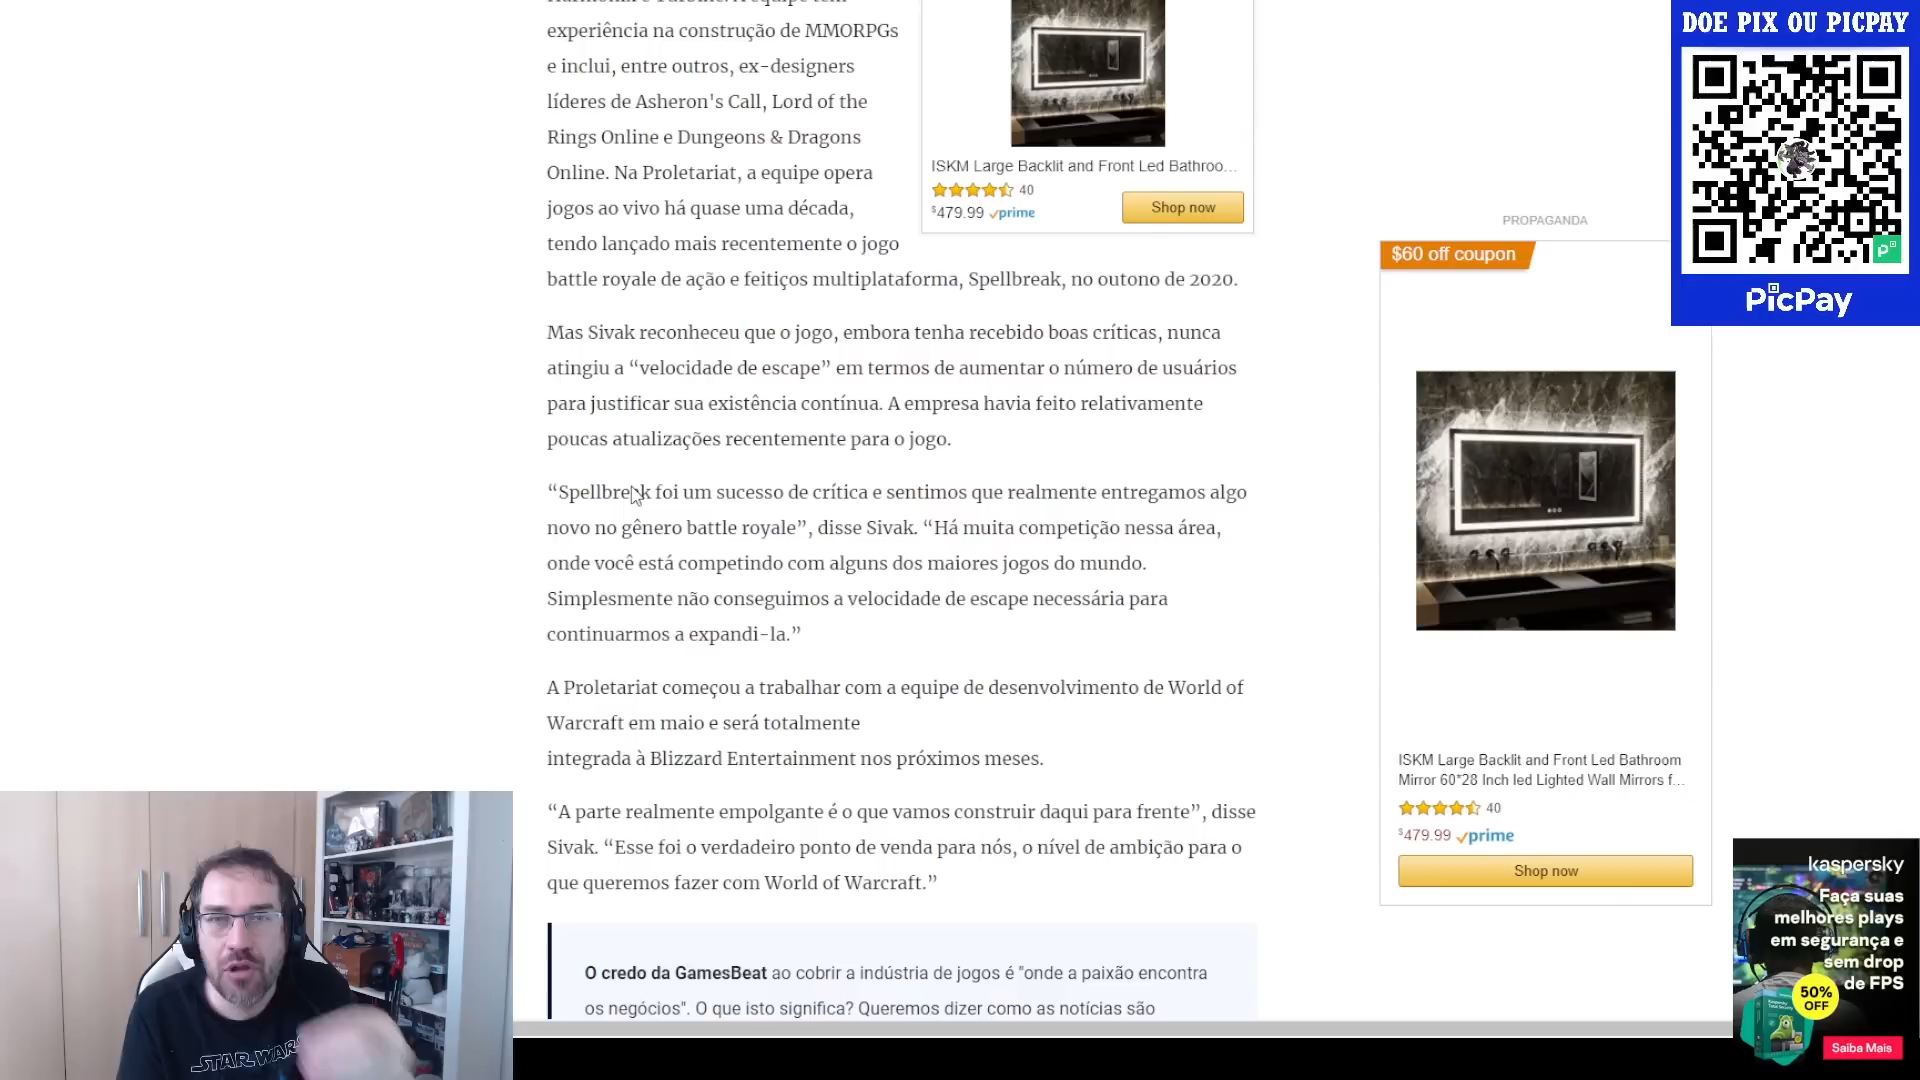 experiência na construção de MMORPGs
e inclui, entre outros, ex-designers
líderes de Asheron's Call, Lord of the
Rings Online e Dungeons & Dragons
Online. Na Proletariat, a equipe opera
jogos ao vivo há quase uma década,
tendo lançado mais recentemente o jogo
battle royale de ação e feitiços multiplataforma, Spellbreak, no outono de 2020.
ISKM Large Backlit and Front Led Bathroo...
40
$479.99 prime
Shop now
Mas Sivak reconheceu que o jogo, embora tenha recebido boas críticas, nunca
atingiu a “velocidade de escape” em termos de aumentar o número de usuários
para justificar sua existência contínua. A empresa havia feito relativamente
poucas atualizações recentemente para o jogo.
“Spellbreak foi um sucesso de crítica e sentimos que realmente entregamos algo
novo no gênero battle royale”, disse Sivak. “Há muita competição nessa área,
onde você está competindo com alguns dos maiores jogos do mundo.
Simplesmente não conseguimos a velocidade de escape necessária para
continuarmos a expandi-la.”
A Proletariat começou a trabalhar com a equipe de desenvolvimento de World of
Warcraft em maio e será totalmente
integrada à Blizzard Entertainment nos próximos meses.
“A parte realmente empolgante é o que vamos construir daqui para frente”, disse
Sivak. “Esse foi o verdadeiro ponto de venda para nós, o nível de ambição para o
que queremos fazer com World of Warcraft.”
O credo da GamesBeat ao cobrir a indústria de jogos é "onde a paixão encontra
os negócios". O que isto significa? Queremos dizer como as notícias são
DOE PIX OU PICPAY
PicPay
PROPAGANDA
$60 off coupon
ISKM Large Backlit and Front Led Bathroom
Mirror 60*28 Inch led Lighted Wall Mirrors f...
40
$479.99 prime
Shop now
kaspersky
Faça suas
melhores plays
em segurança e
sem drop
de FPS
50%
OFF
Saiba Mais
STAR WARS